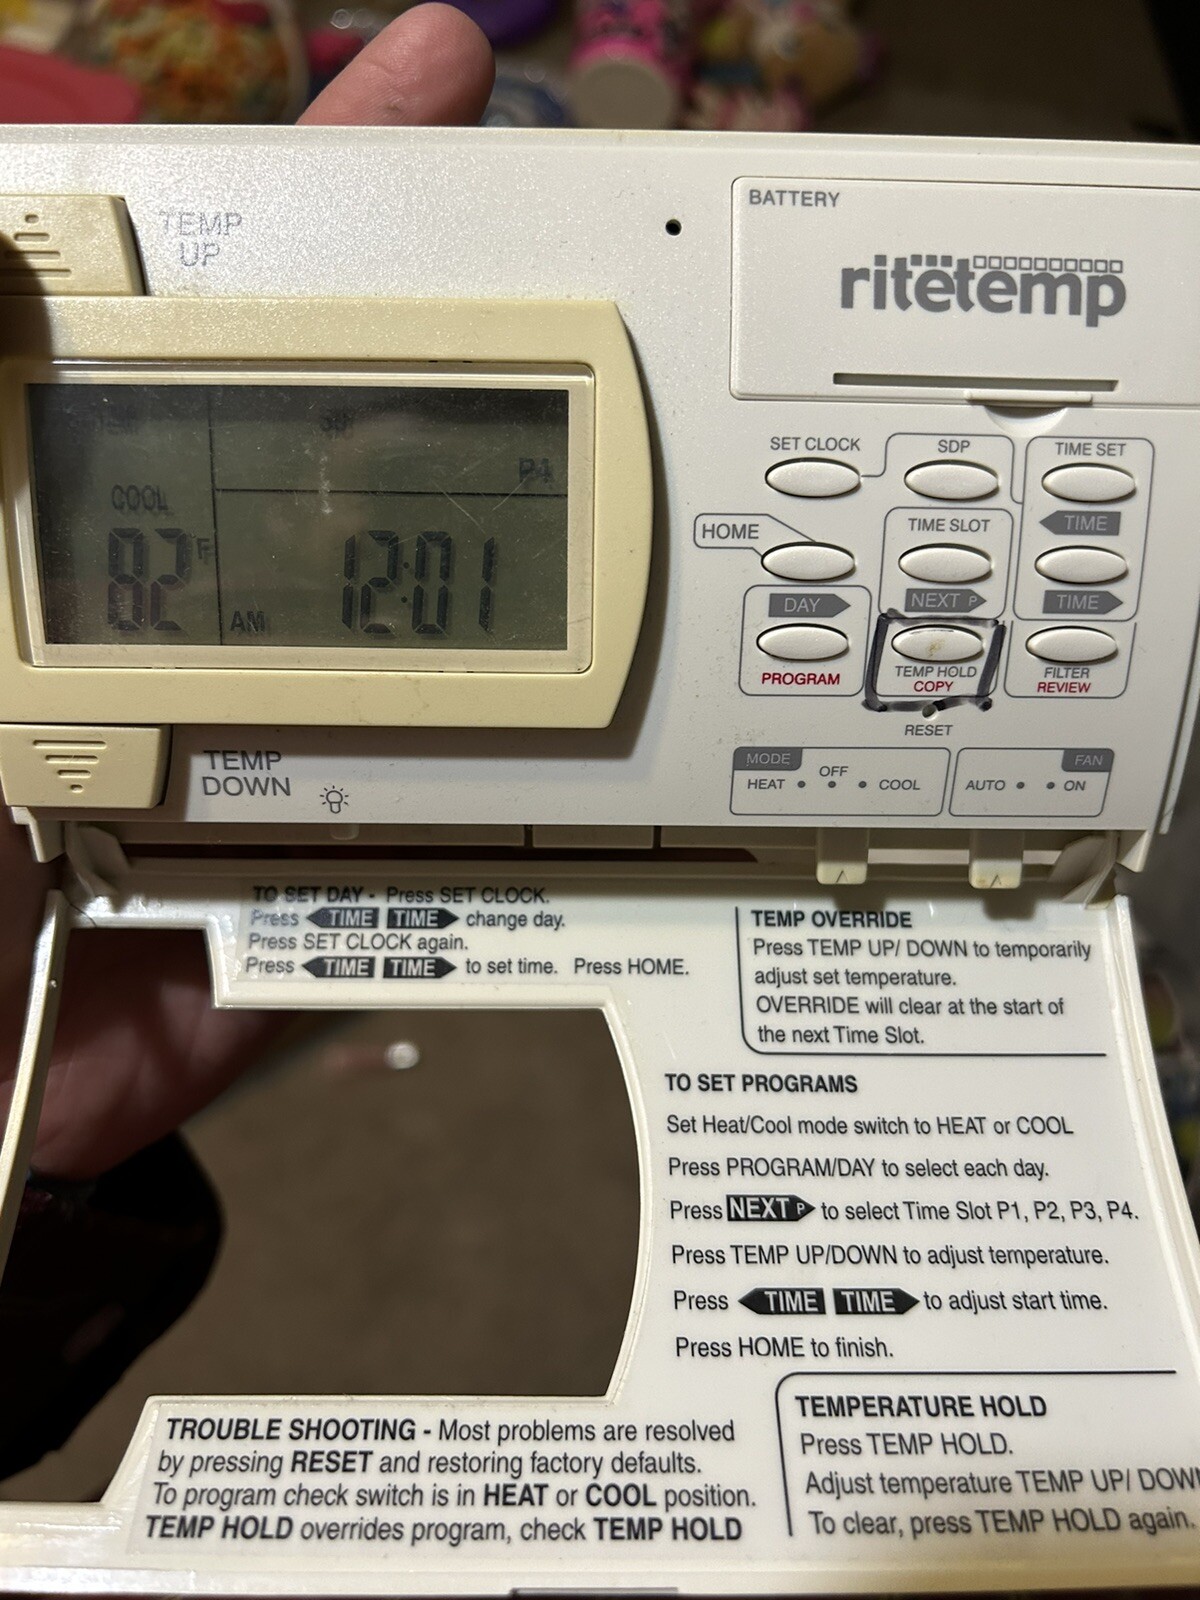 TEMP
UP
BATTERY
ritetemp
TEMP
SUN
P4
COOL
82 F
AM 12:01
SET CLOCK
SDP
TIME SET
TIME
HOME
TIME SLOT
DAY
NEXT P
TIME
PROGRAM
TEMP HOLD
COPY
FILTER
REVIEW
RESET
MODE
HEAT • OFF • • COOL
FAN
AUTO • • ON
TEMP
DOWN
TO SET DAY - Press SET CLOCK.
Press TIME TIME change day.
Press SET CLOCK again.
Press TIME TIME to set time. Press HOME.
TEMP OVERRIDE
Press TEMP UP/ DOWN to temporarily
adjust set temperature.
OVERRIDE will clear at the start of
the next Time Slot.
TO SET PROGRAMS
Set Heat/Cool mode switch to HEAT or COOL
Press PROGRAM/DAY to select each day.
Press NEXT P to select Time Slot P1, P2, P3, P4.
Press TEMP UP/DOWN to adjust temperature.
Press TIME TIME to adjust start time.
Press HOME to finish.
TROUBLE SHOOTING - Most problems are resolved
by pressing RESET and restoring factory defaults.
To program check switch is in HEAT or COOL position.
TEMP HOLD overrides program, check TEMP HOLD
TEMPERATURE HOLD
Press TEMP HOLD.
Adjust temperature TEMP UP/ DOWN
To clear, press TEMP HOLD again.